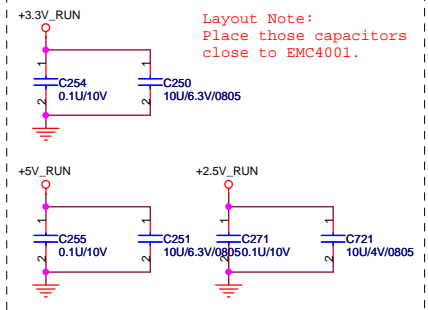 +3.3V_RUN
Layout Note:
Place those capacitors
close to EMC4001.
1
1
C254
C250
2
0.1U/10V
2
10U/6.3V/0805
+5V_RUN
+2.5V_RUN
1
1
1
1
C255
C251
C271
C721
2
0.1U/10V
2
10U/6.3V/0805
2
0.1U/10V
2
10U/4V/0805